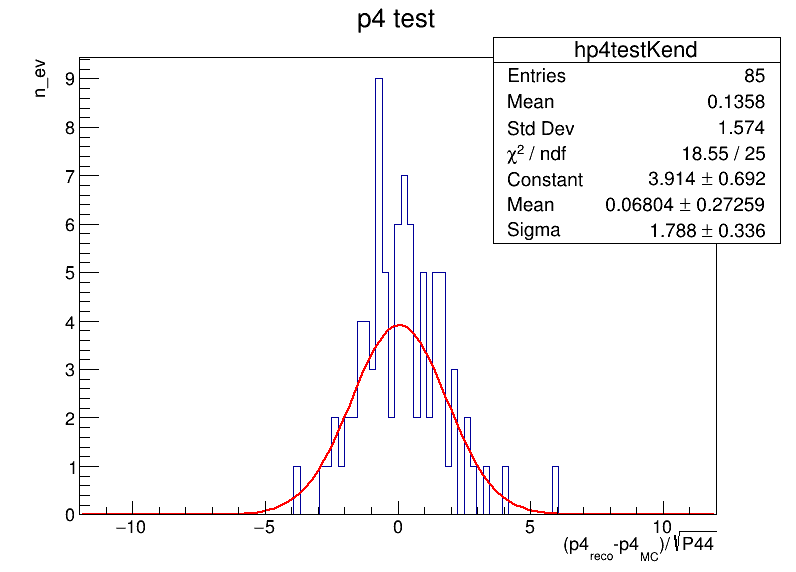 p4 test
hp4testKend
Entries 85
Mean 0.1358
Std Dev 1.574
χ² / ndf 18.55 / 25
Constant 3.914 ± 0.692
Mean 0.06804 ± 0.27259
Sigma 1.788 ± 0.336
n_ev
9
8
7
6
5
4
3
2
1
0
−10 −5 0 5 10
(p4reco-p4MC)/√P44